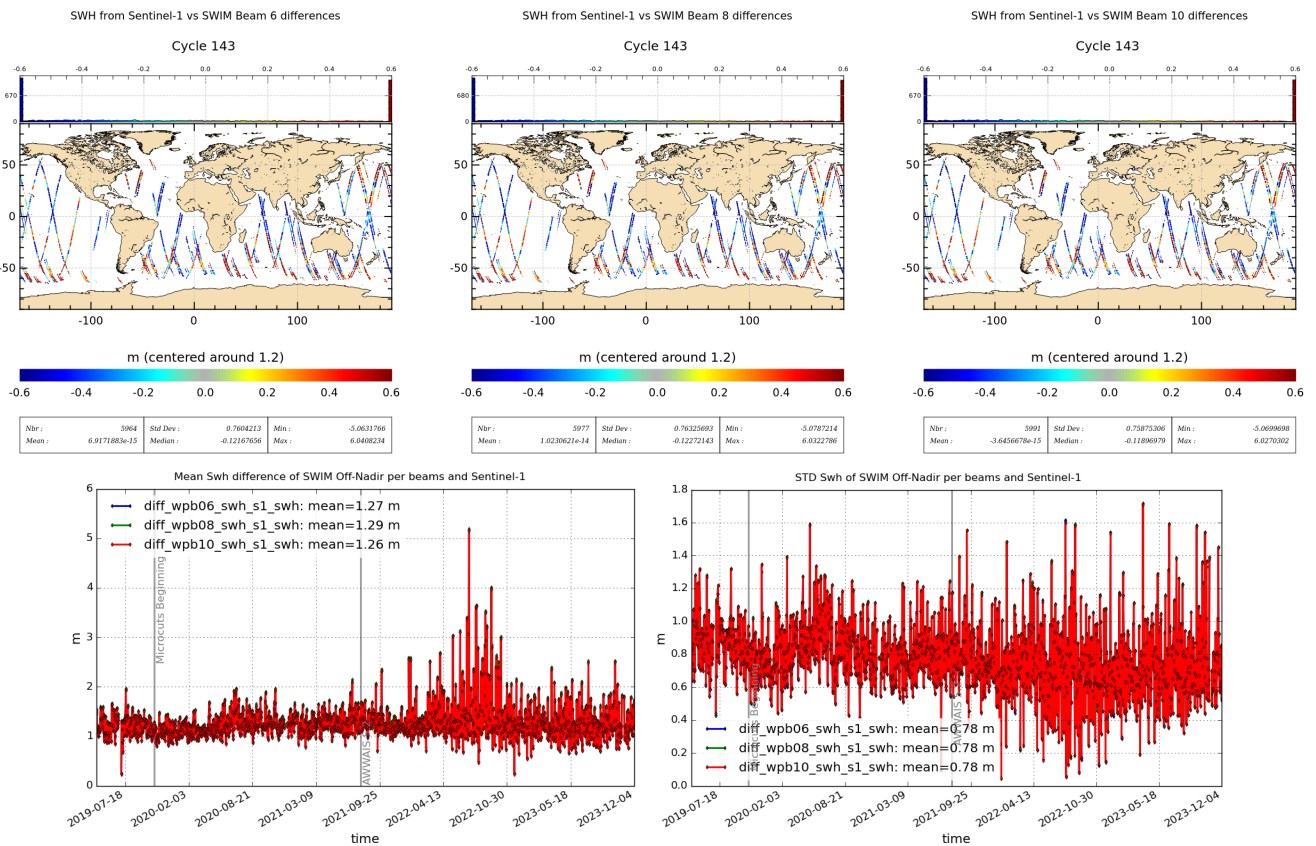 SWH from Sentinel-1 vs SWIM Beam 6 differences
Cycle 143
-0.6 -0.4 -0.2 0.0 0.2 0.4 0.6
670
0
50
0
-50
-100 0 100
m (centered around 1.2)
-0.6 -0.4 -0.2 0.0 0.2 0.4 0.6
Nbr : 5964 Std Dev : 0.7604213 Min : -5.0631766
Mean : 6.9171883e-15 Median : -0.12167656 Max : 6.0408234
SWH from Sentinel-1 vs SWIM Beam 8 differences
Cycle 143
-0.6 -0.4 -0.2 0.0 0.2 0.4 0.6
680
0
50
0
-50
-100 0 100
m (centered around 1.2)
-0.6 -0.4 -0.2 0.0 0.2 0.4 0.6
Nbr : 5977 Std Dev : 0.76325693 Min : -5.0787214
Mean : 1.0230621e-14 Median : -0.12272143 Max : 6.0322786
SWH from Sentinel-1 vs SWIM Beam 10 differences
Cycle 143
-0.6 -0.4 -0.2 0.0 0.2 0.4 0.6
670
0
50
0
-50
-100 0 100
m (centered around 1.2)
-0.6 -0.4 -0.2 0.0 0.2 0.4 0.6
Nbr : 5991 Std Dev : 0.75875306 Min : -5.0699698
Mean : -3.6456678e-15 Median : -0.11896979 Max : 6.0270302
Mean Swh difference of SWIM Off-Nadir per beams and Sentinel-1
6
5
4
3
2
1
0
m
diff_wpb06_swh_s1_swh: mean=1.27 m
diff_wpb08_swh_s1_swh: mean=1.29 m
diff_wpb10_swh_s1_swh: mean=1.26 m
Microcuts Beginning
AWWAIS
2019-07-18 2020-02-03 2020-08-21 2021-03-09 2021-09-25 2022-04-13 2022-10-30 2023-05-18 2023-12-04
time
STD Swh of SWIM Off-Nadir per beams and Sentinel-1
1.8
1.6
1.4
1.2
1.0
0.8
0.6
0.4
0.2
0.0
m
Microcuts Beginning
AWWAIS
diff_wpb06_swh_s1_swh: mean=0.78 m
diff_wpb08_swh_s1_swh: mean=0.78 m
diff_wpb10_swh_s1_swh: mean=0.78 m
2019-07-18 2020-02-03 2020-08-21 2021-03-09 2021-09-25 2022-04-13 2022-10-30 2023-05-18 2023-12-04
time